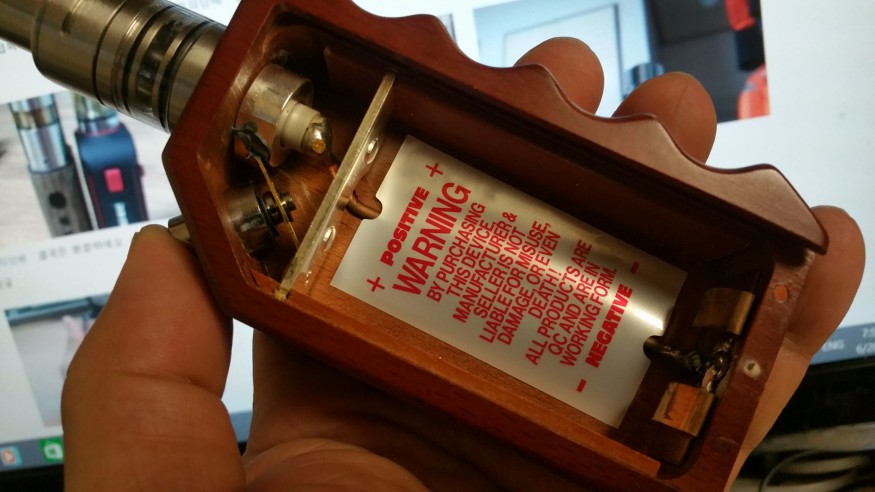 + POSITIVE +
WARNING
BY PURCHASING
THIS DEVICE,
MANUFACTURER &
SELLER IS NOT
LIABLE FOR MISUSE,
DAMAGE, OR EVEN
DEATH!!
ALL PRODUCTS ARE
QC AND ARE IN
WORKING FORM.
- NEGATIVE -
ENG